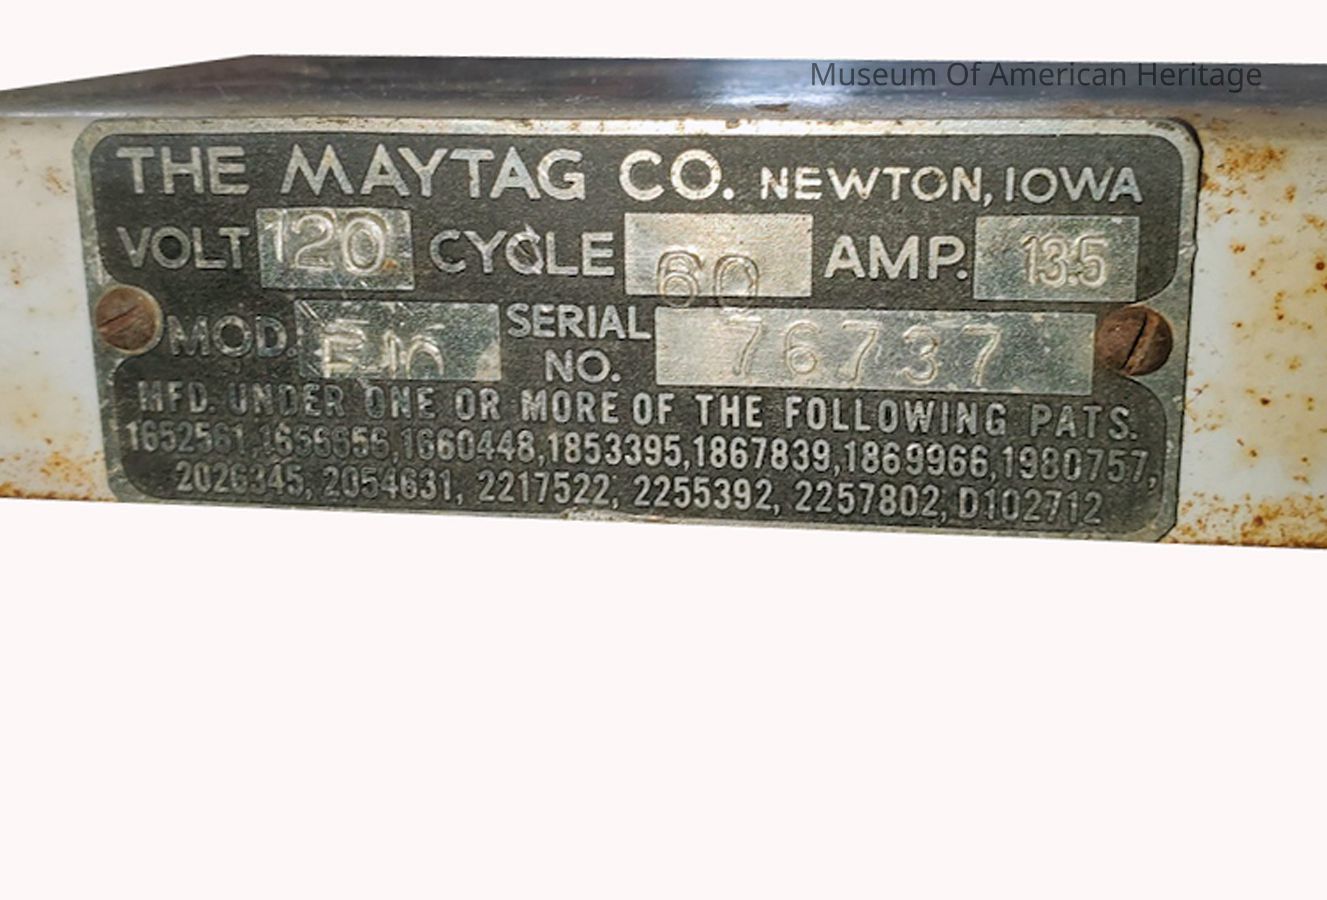 Museum Of American Heritage
THE MAYTAG CO. NEWTON, IOWA
VOLT 120 CYCLE 60 AMP. 13.5
MOD. SERIAL NO. 76737
MFD. UNDER ONE OR MORE OF THE FOLLOWING PATS.
1652561, 1660448, 1853395, 1867839, 1869966, 1980757,
2026345, 2054631, 2217522, 2255392, 2257802, D102712